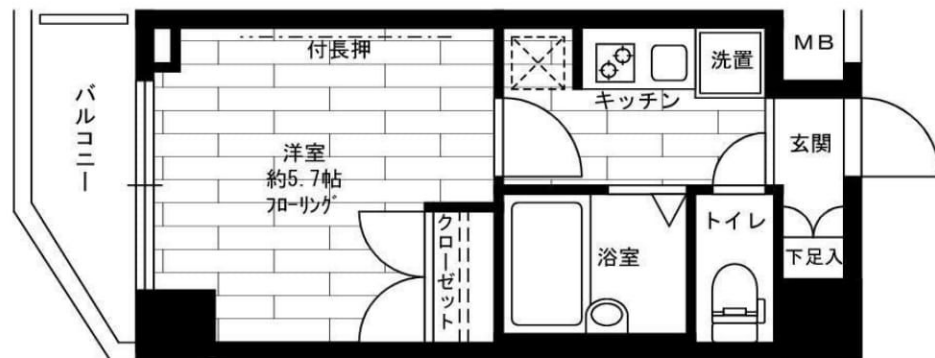 バルコニー
付長押
洋室
約5.7帖
フローリング
クローゼット
キッチン
洗置
MB
玄関
浴室
トイレ
下足入